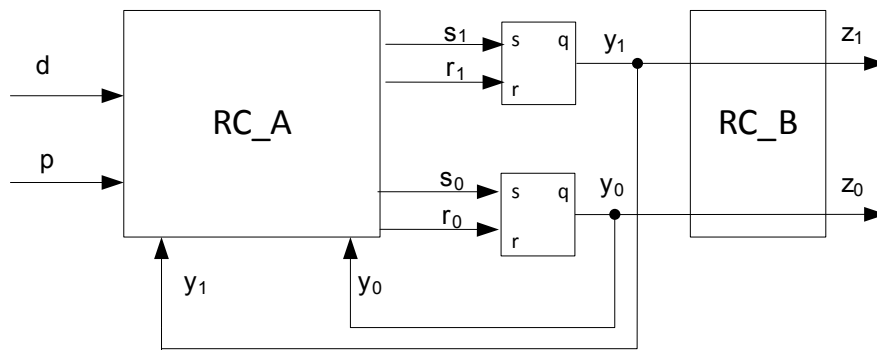 s₁ s q y₁ z₁
d r₁ r
RC_A RC_B
p s₀ s q y₀ z₀
r₀ r
y₁ y₀